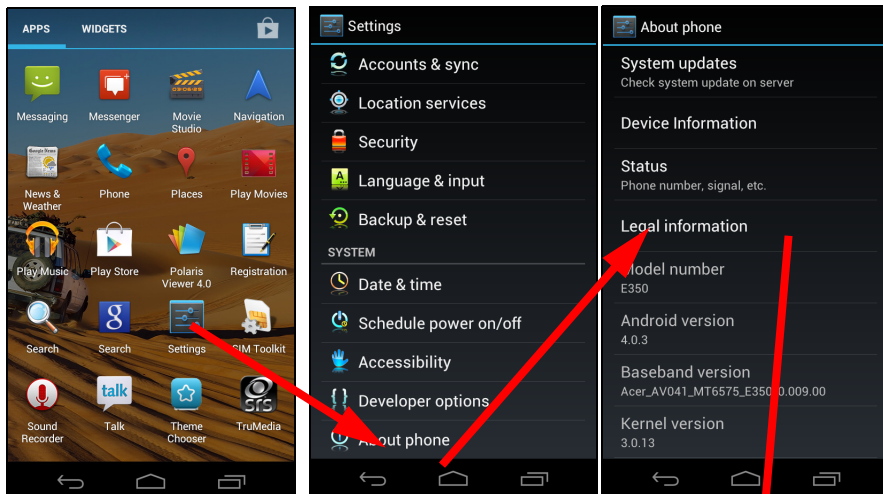 APPS WIDGETS
Messaging Messenger Movie Studio Navigation
News & Weather Phone Places Play Movies
Play Music Play Store Polaris Viewer 4.0 Registration
Search Search Settings SIM Toolkit
talk
SRS
Sound Recorder Talk Theme Chooser TruMedia
Settings
Accounts & sync
Location services
Security
Language & input
Backup & reset
SYSTEM
Date & time
Schedule power on/off
Accessibility
Developer options
About phone
About phone
System updates
Check system update on server
Device Information
Status
Phone number, signal, etc.
Legal information
Model number
E350
Android version
4.0.3
Baseband version
Acer_AV041_MT6575_E350
.009.00
Kernel version
3.0.13